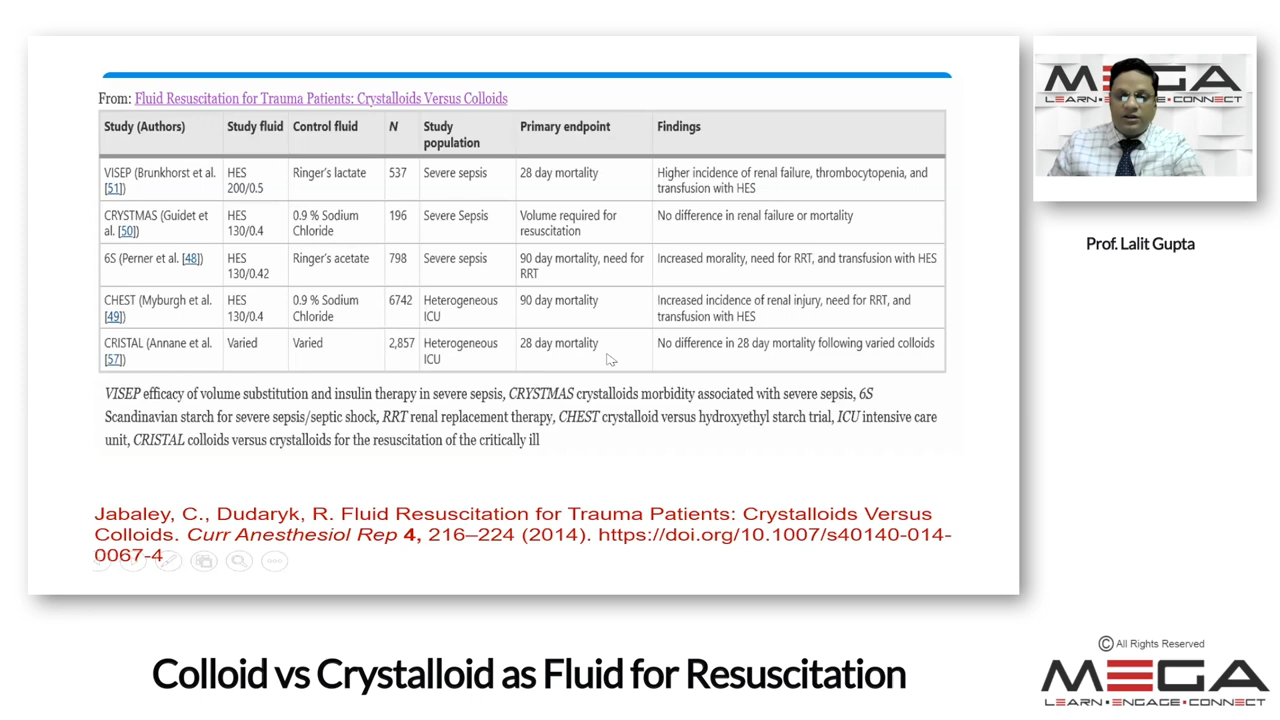 From: Fluid Resuscitation for Trauma Patients: Crystalloids Versus Colloids
Study (Authors) Study fluid Control fluid N Study population Primary endpoint Findings
VISEP (Brunkhorst et al. [51]) HES 200/0.5 Ringer's lactate 537 Severe sepsis 28 day mortality Higher incidence of renal failure, thrombocytopenia, and transfusion with HES
CRYSTMAS (Guidet et al. [50]) HES 130/0.4 0.9 % Sodium Chloride 196 Severe Sepsis Volume required for resuscitation No difference in renal failure or mortality
6S (Perner et al. [48]) HES 130/0.42 Ringer's acetate 798 Severe sepsis 90 day mortality, need for RRT Increased morality, need for RRT, and transfusion with HES
CHEST (Myburgh et al. [49]) HES 130/0.4 0.9 % Sodium Chloride 6742 Heterogeneous ICU 90 day mortality Increased incidence of renal injury, need for RRT, and transfusion with HES
CRISTAL (Annane et al. [57]) Varied Varied 2,857 Heterogeneous ICU 28 day mortality No difference in 28 day mortality following varied colloids
VISEP efficacy of volume substitution and insulin therapy in severe sepsis, CRYSTMAS crystalloids morbidity associated with severe sepsis, 6S
Scandinavian starch for severe sepsis/septic shock, RRT renal replacement therapy, CHEST crystalloid versus hydroxyethyl starch trial, ICU intensive care
unit, CRISTAL colloids versus crystalloids for the resuscitation of the critically ill
Jabaley, C., Dudaryk, R. Fluid Resuscitation for Trauma Patients: Crystalloids Versus
Colloids. Curr Anesthesiol Rep 4, 216–224 (2014). https://doi.org/10.1007/s40140-014-
0067-4
MEGA
LEARN•ENGAGE•CONNECT
Prof. Lalit Gupta
Colloid vs Crystalloid as Fluid for Resuscitation
© All Rights Reserved
MEGA
LEARN•ENGAGE•CONNECT